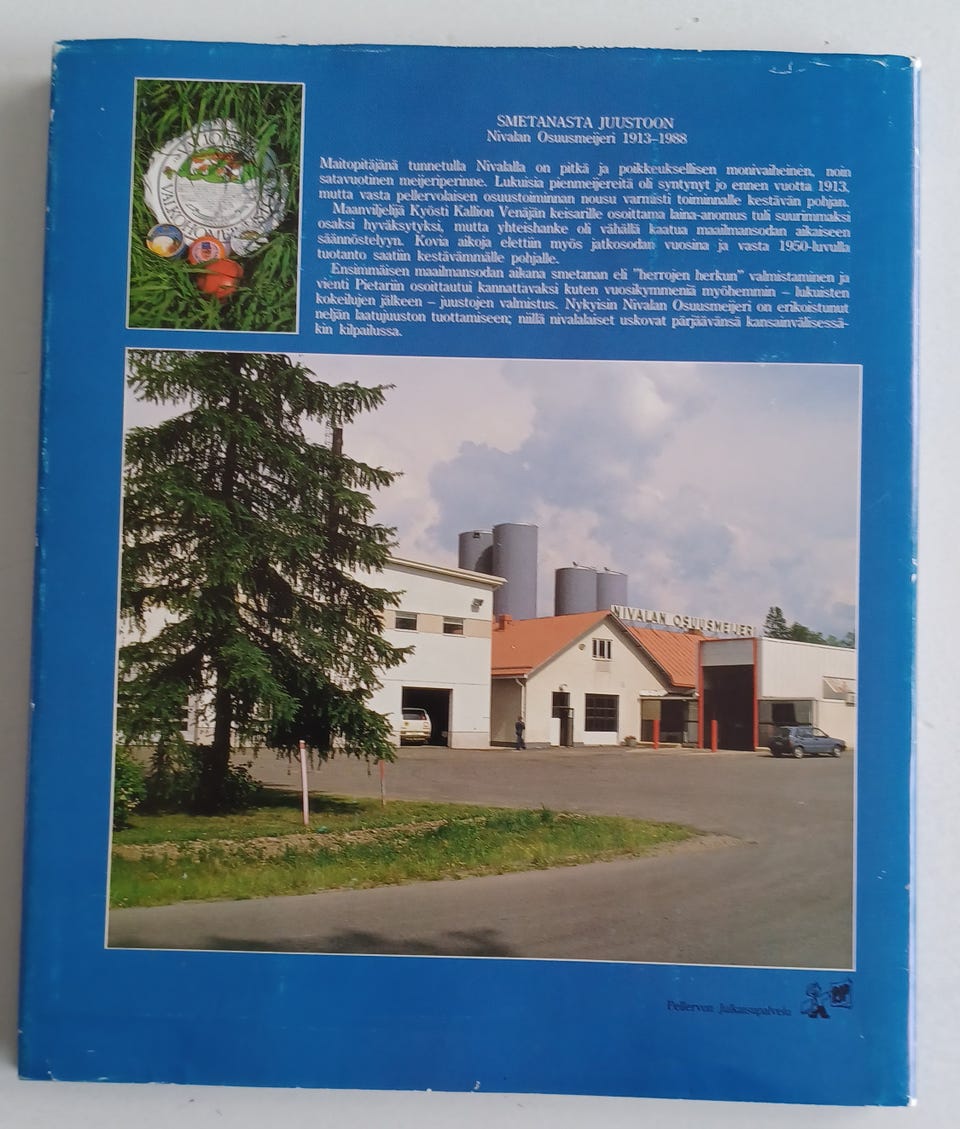 SMETANASTA JUUSTOON
Nivalan Osuusmeijeri 1913–1988
Maitopitäjänä tunnetulla Nivalalla on pitkä ja poikkeuksellisen monivaiheinen, noin
satavuotinen meijeriperinne. Lukuisia pienmeijereitä oli syntynyt jo ennen vuotta 1913,
mutta vasta pellervolaisen osuustoiminnan nousu varmisti toiminnalle kestävän pohjan.
Maanviljelijä Kyösti Kallion Venäjän keisarille osoittama laina-anomus tuli suurimmaksi
osaksi hyväksytyksi, mutta yhteishanke oli vähällä kaatua maailmansodan aikaiseen
säännöstelyyn. Kovia aikoja elettiin myös jatkosodan vuosina ja vasta 1950-luvulla
tuotanto saatiin kestävämmälle pohjalle.
Ensimmäisen maailmansodan aikana smetanan eli "herrojen herkun" valmistaminen ja
vienti Pietariin osoittautui kannattavaksi kuten vuosikymmeniä myöhemmin – lukuisten
kokeilujen jälkeen – juustojen valmistus. Nykyisin Nivalan Osuusmeijeri on erikoistunut
neljän laatujuuston tuottamiseen; niillä nivalalaiset uskovat pärjäävänsä kansainvälisessä-
kin kilpailussa.
NIVALAN OSUUSMEIJERI
Pellervon Julkaisupalvelu